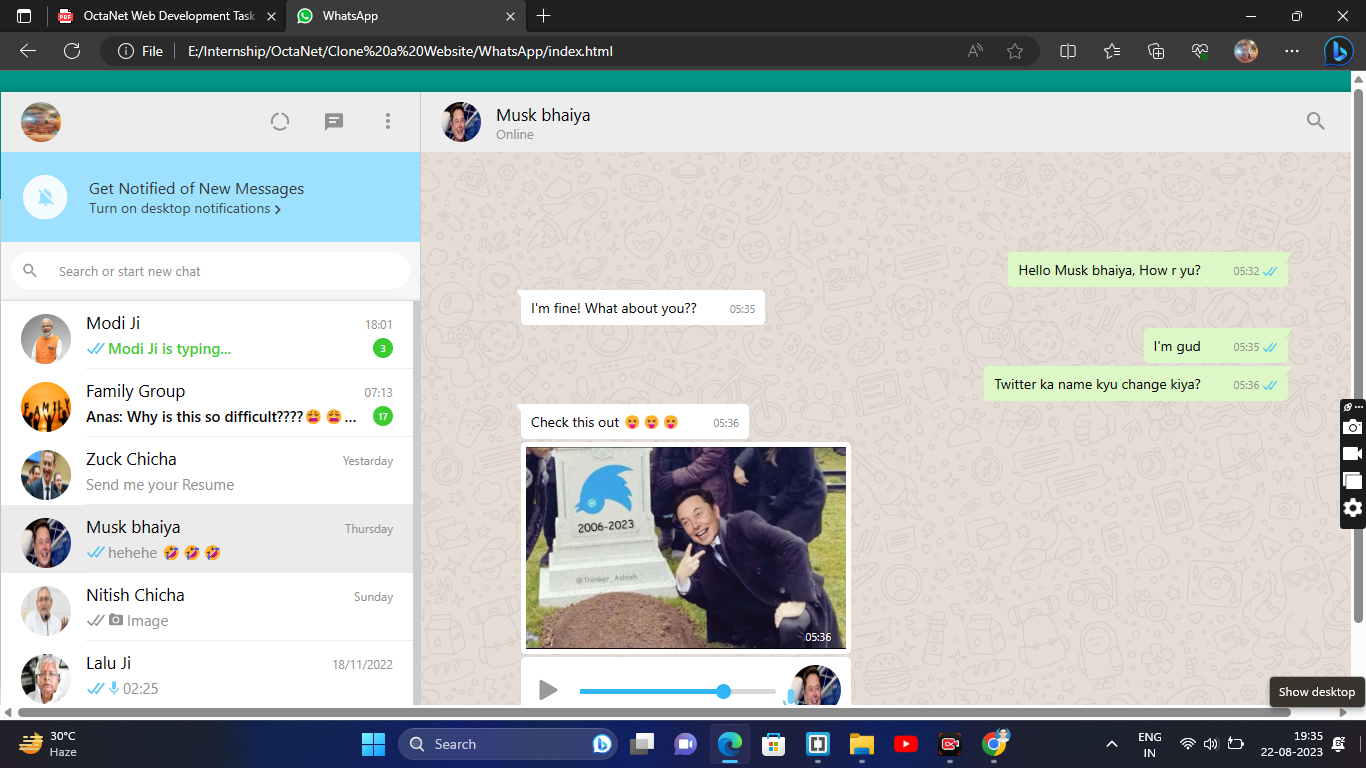 OctaNet Web Development Task
WhatsApp
File
E:/Internship/OctaNet/Clone%20a%20Website/WhatsApp/index.html
Musk bhaiya
Online
Get Notified of New Messages
Turn on desktop notifications >
Search or start new chat
Modi Ji 18:01
Modi Ji is typing... 3
Family Group 07:13
Anas: Why is this so difficult????😩 😩 ... 17
Zuck Chicha Yestarday
Send me your Resume
Musk bhaiya Thursday
hehehe 🤣 🤣 🤣
Nitish Chicha Sunday
Image
Lalu Ji 18/11/2022
02:25
Hello Musk bhaiya, How r yu? 05:32
I'm fine! What about you?? 05:35
I'm gud 05:35
Twitter ka name kyu change kiya? 05:36
Check this out 😛 😝 😝 05:36
2006-2023
@Thinker_Ashish
05:36
Show desktop
30°C
Haze
Search
ENG
IN
19:35
22-08-2023